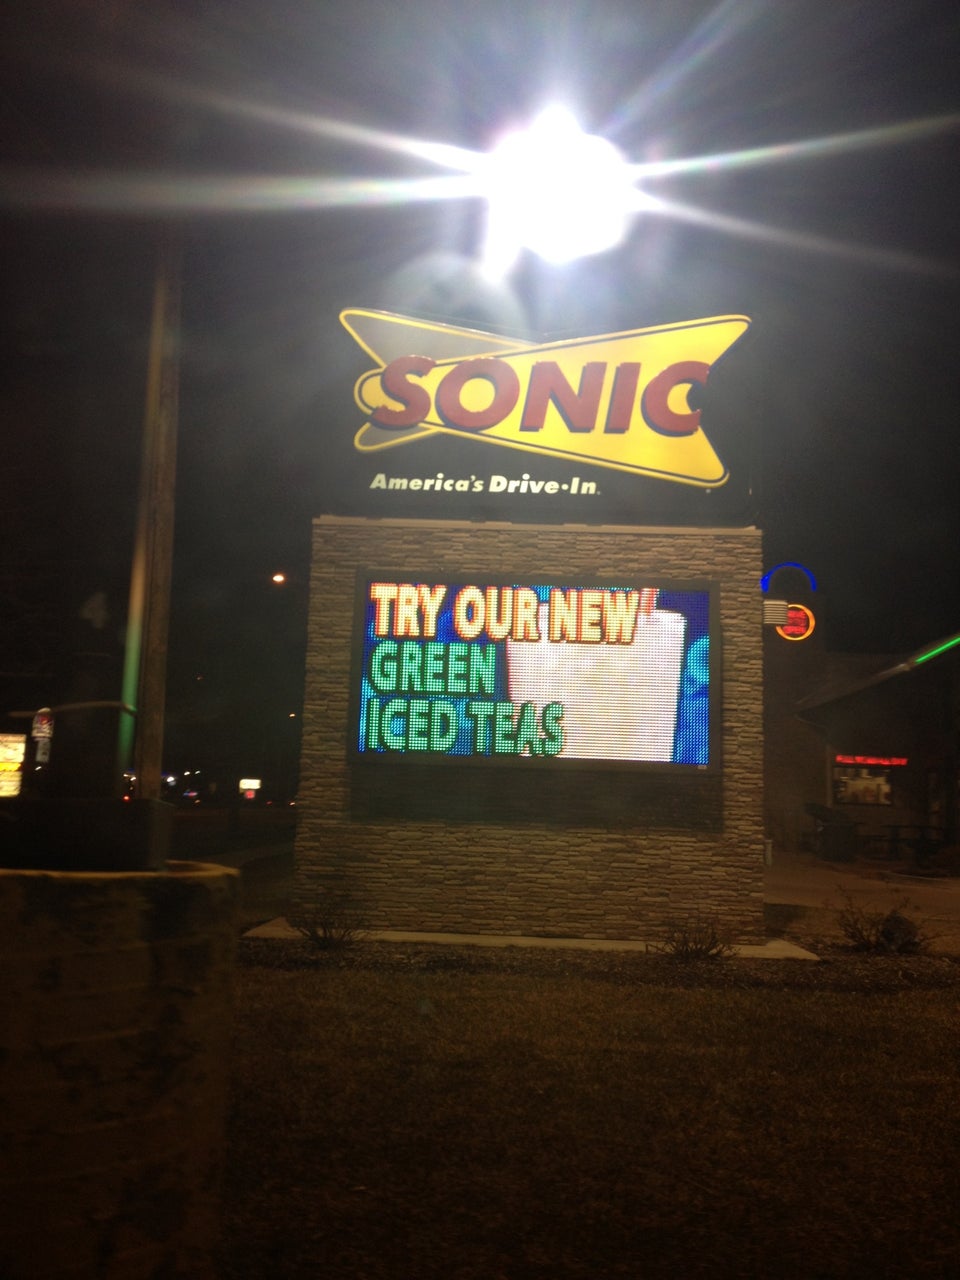 SONIC
America's Drive-In
TRY OUR NEW
GREEN
ICED TEAS